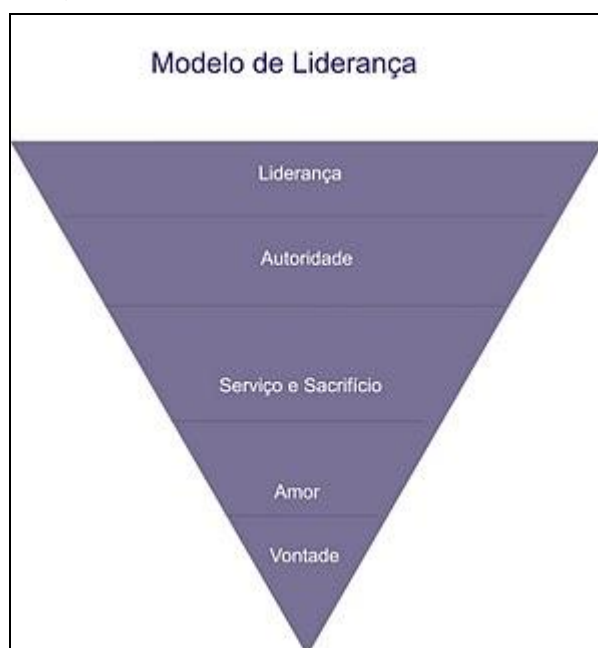 Modelo de Liderança
Liderança
Autoridade
Serviço e Sacrifício
Amor
Vontade